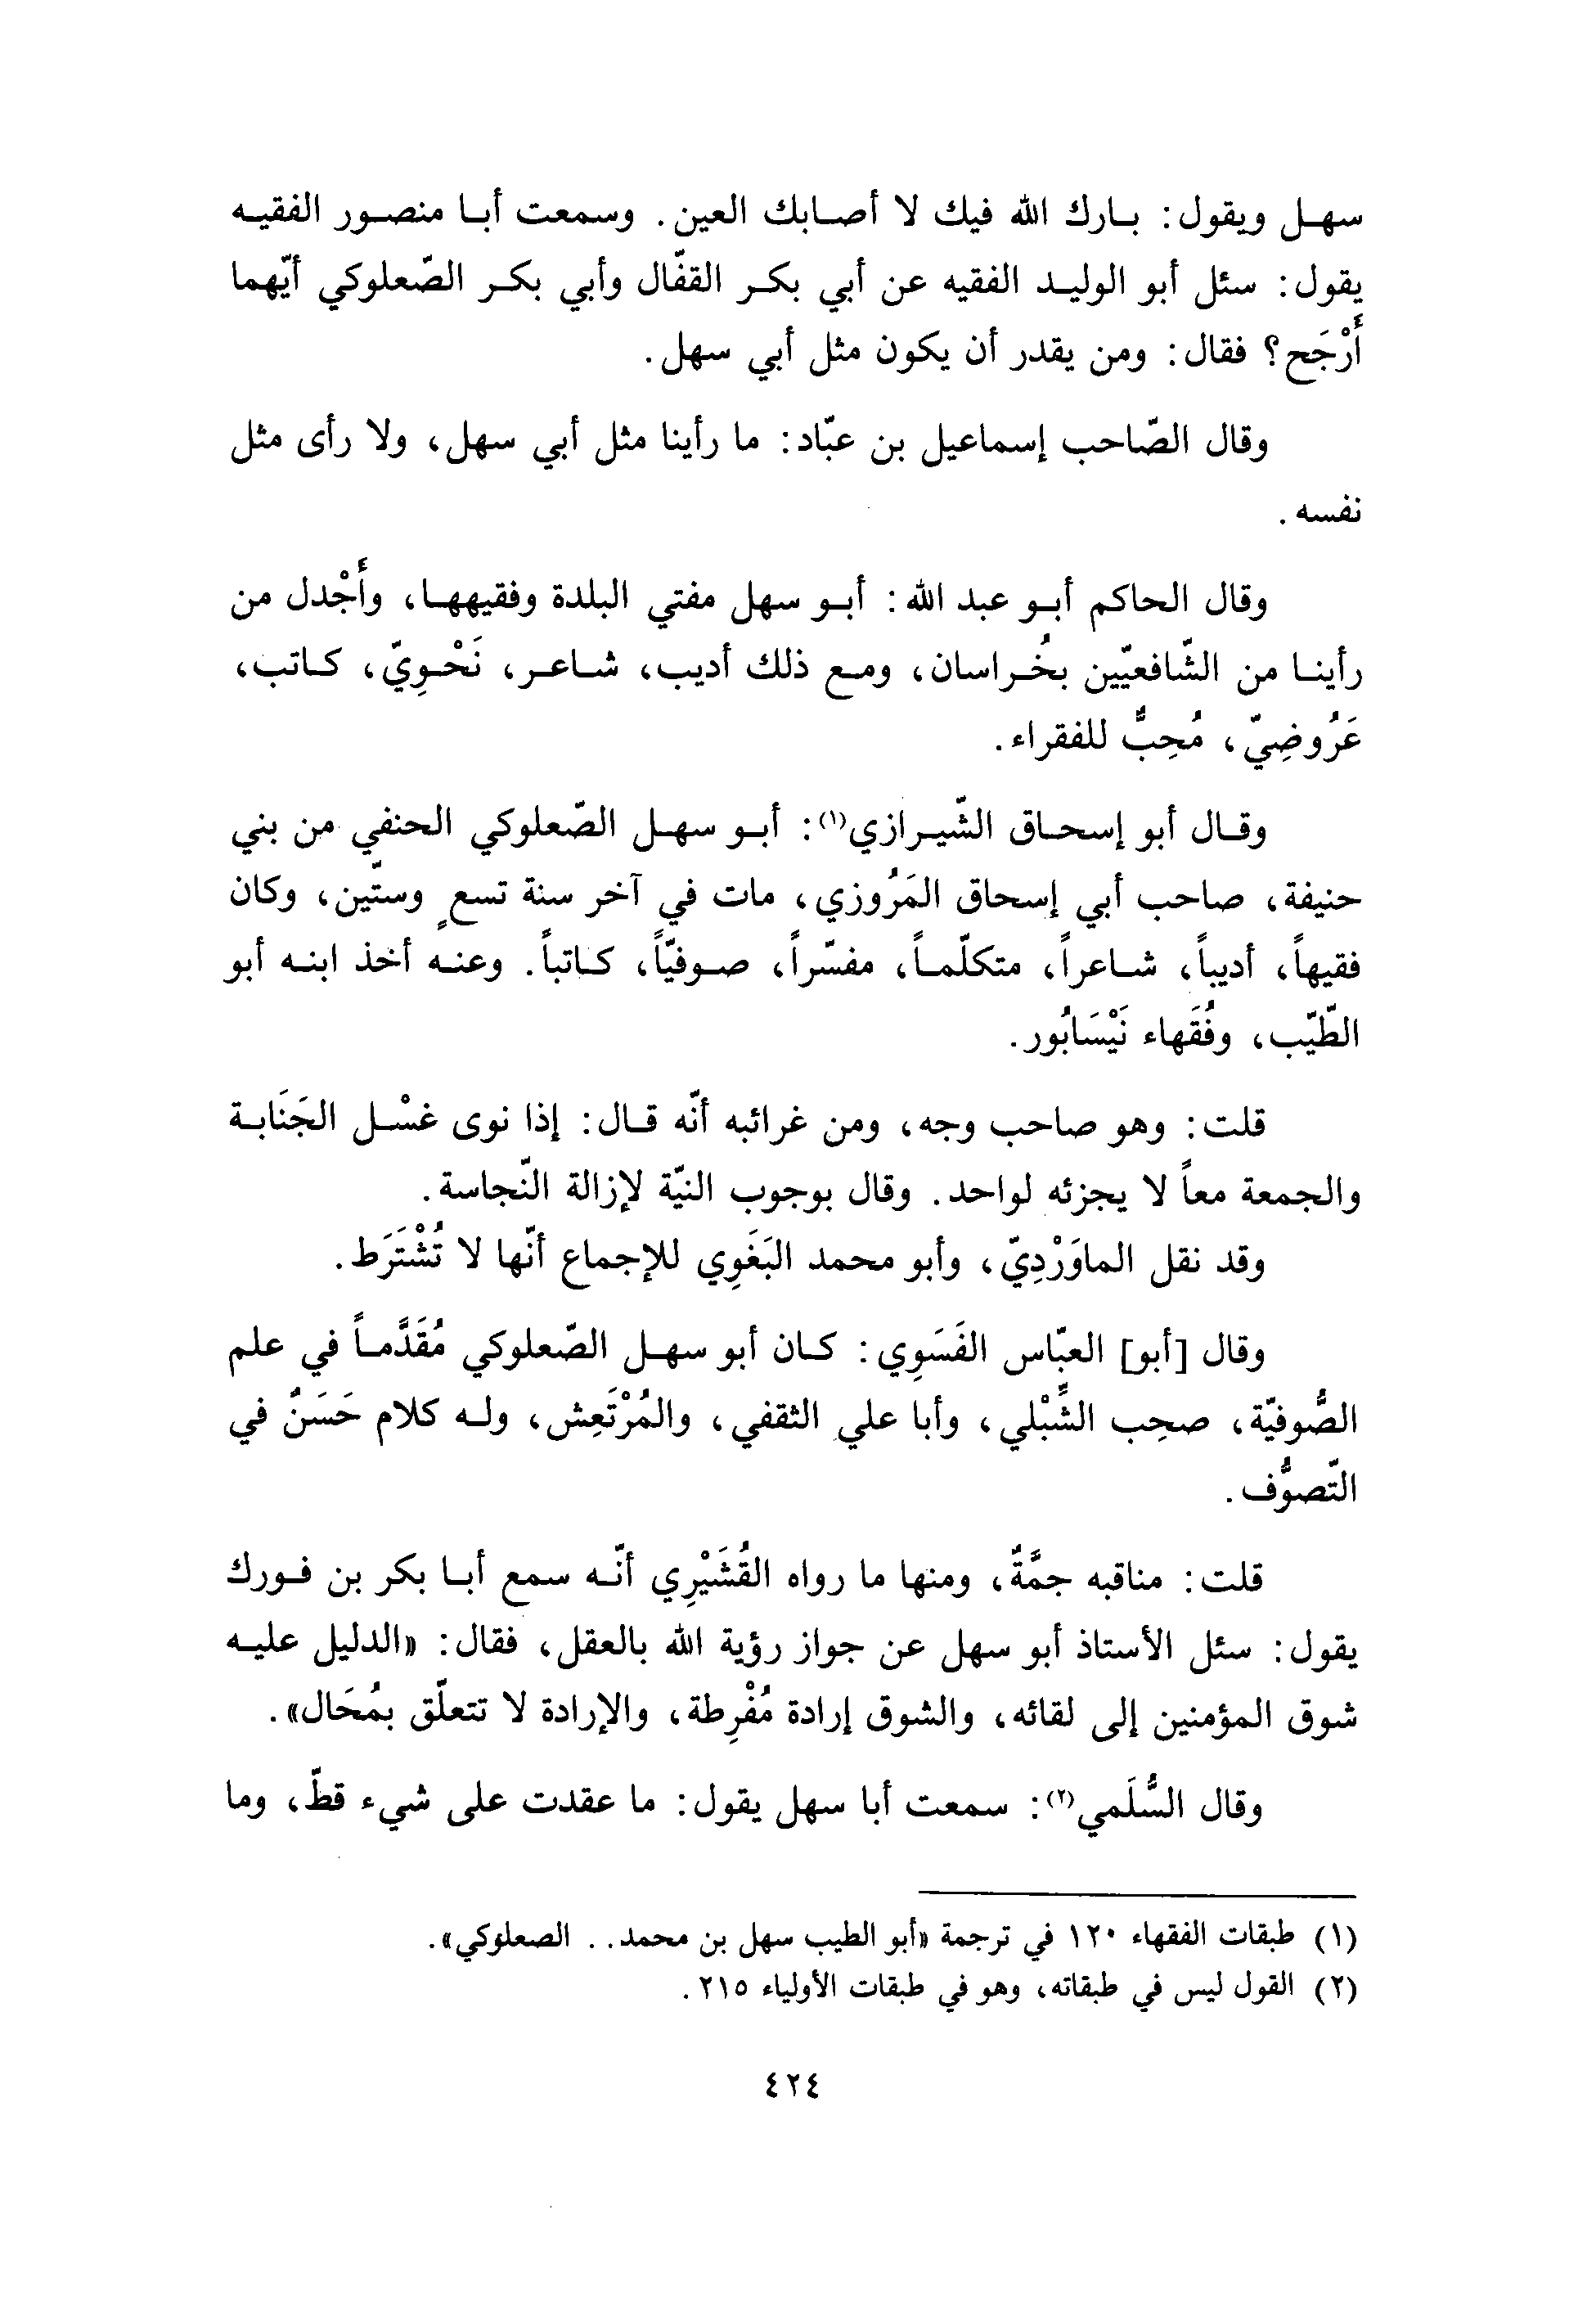 سهل ويقول: بارك الله فيك لا أصابك العين. وسمعت أبا منصور الفقيه
يقول: سئل أبو الوليد الفقيه عن أبي بكر القفّال وأبي بكر الصّعلوكي أيّهما
أَرْجَح؟ فقال: ومن يقدر أن يكون مثل أبي سهل.
وقال الصّاحب إسماعيل بن عبّاد: ما رأينا مثل أبي سهل، ولا رأى مثل
نفسه.
وقال الحاكم أبو عبد الله: أبو سهل مفتي البلدة وفقيهها، وأَجْدل من
رأينا من الشّافعيّين بخُراسان، ومع ذلك أديب، شاعر، نَحْوِيّ، كاتب،
عَرُوضِيّ، مُحِبٌّ للفقراء.
وقال أبو إسحاق الشّيرازي(١): أبو سهل الصّعلوكي الحنفي من بني
حنيفة، صاحب أبي إسحاق المَرُوزي، مات في آخر سنة تسعٍ وستّين، وكان
فقيهاً، أديباً، شاعراً، متكلّماً، مفسّراً، صوفيّاً، كاتباً. وعنه أخذ ابنه أبو
الطّيّب، وفُقَهاء نَيْسَابُور.
قلت: وهو صاحب وجه، ومن غرائبه أنّه قال: إذا نوى غسْل الجَنَابة
والجمعة معاً لا يجزئه لواحد. وقال بوجوب النيّة لإزالة النّجاسة.
وقد نقل الماوَرْدِيّ، وأبو محمد البَغَوِي للإجماع أنّها لا تُشْتَرَط.
وقال [أبو] العبّاس الفَسَوِي: كان أبو سهل الصّعلوكي مُقَدَّماً في علم
الصُّوفيّة، صحِب الشِّبْلي، وأبا علي الثقفي، والمُرْتَعِش، وله كلام حَسَنٌ في
التّصوُّف.
قلت: مناقبه جمَّةٌ، ومنها ما رواه القُشَيْرِي أنّه سمع أبا بكر بن فورك
يقول: سئل الأستاذ أبو سهل عن جواز رؤية الله بالعقل، فقال: «الدليل عليه
شوق المؤمنين إلى لقائه، والشوق إرادة مُفْرِطة، والإرادة لا تتعلّق بمُحَال».
وقال السُّلَمي(٢): سمعت أبا سهل يقول: ما عقدت على شيء قطّ، وما
(١) طبقات الفقهاء ١٢٠ في ترجمة «أبو الطيب سهل بن محمد.. الصعلوكي».
(٢) القول ليس في طبقاته، وهو في طبقات الأولياء ٢١٥.
٤٢٤